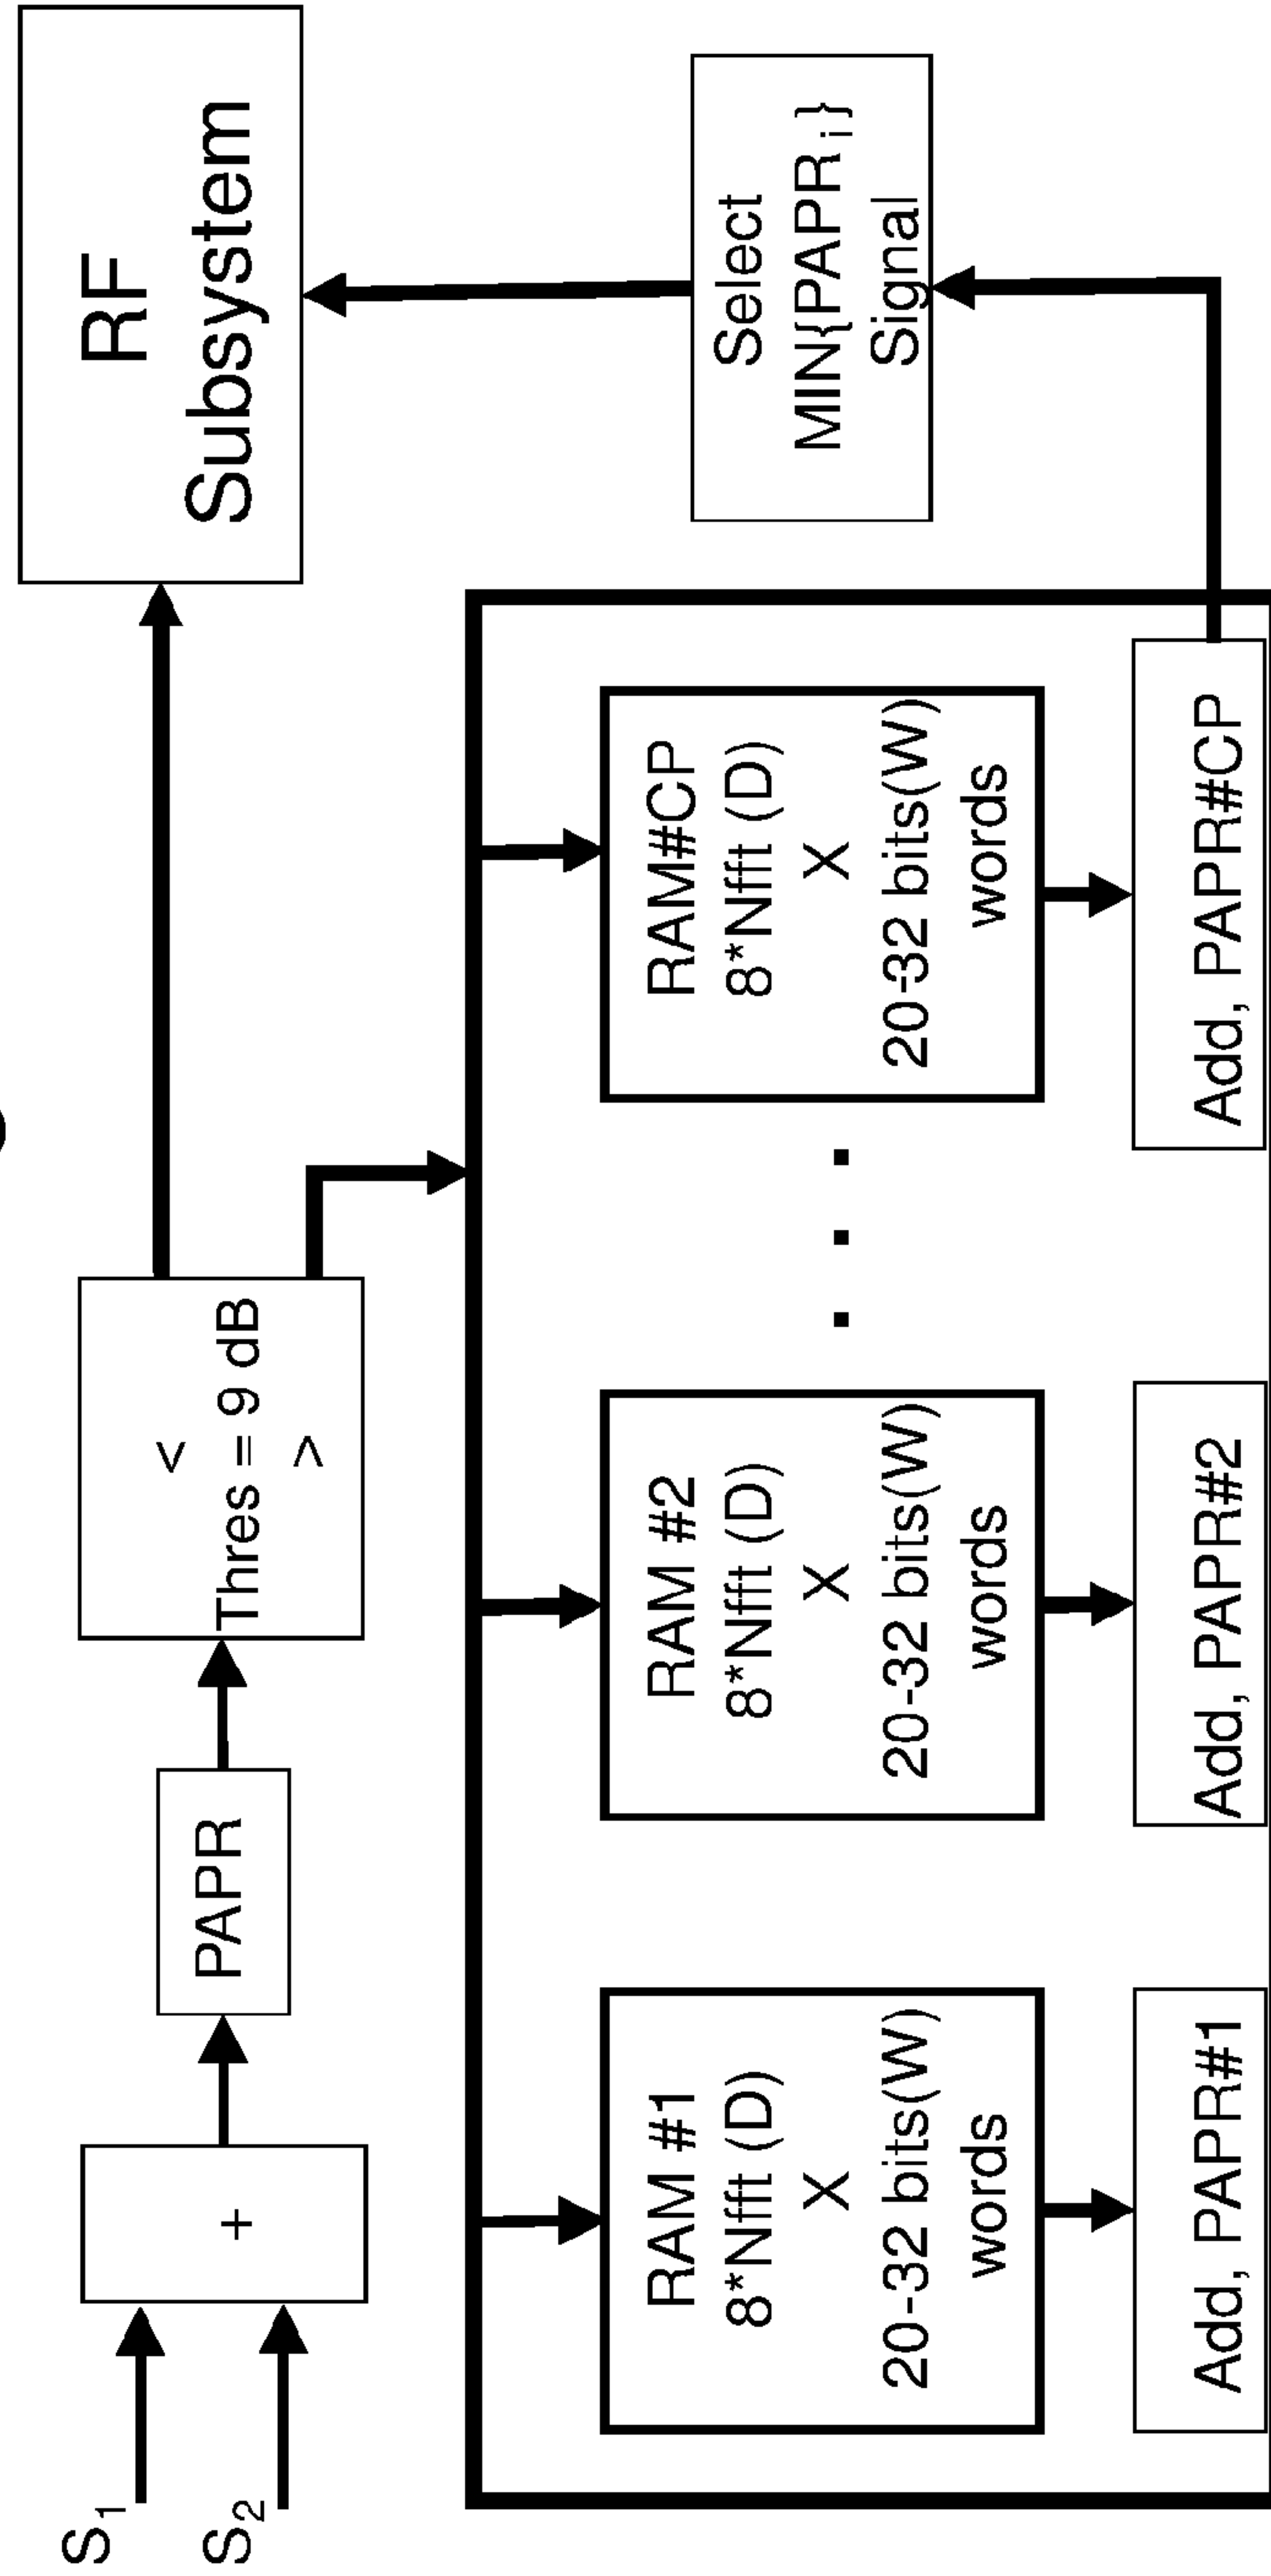 S1
S2
+
PAPR
<
Thres = 9 dB
>
RF
Subsystem
RAM #1
8*Nfft (D)
X
20-32 bits(W)
words
RAM #2
8*Nfft (D)
X
20-32 bits(W)
words
. . .
RAM#CP
8*Nfft (D)
X
20-32 bits(W)
words
Add, PAPR#1
Add, PAPR#2
Add, PAPR#CP
Select
MIN{PAPR i }
Signal